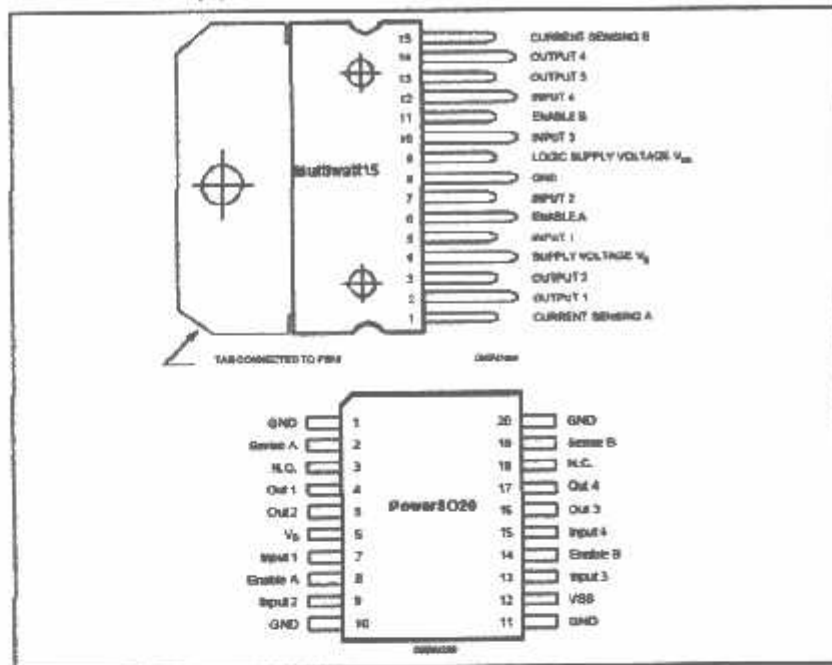 15 CURRENT SENSING B
14 OUTPUT 4
13 OUTPUT 3
12 INPUT 4
11 ENABLE B
10 INPUT 3
9 LOGIC SUPPLY VOLTAGE VSS
8 GND
Multiwatt15
7 INPUT 2
6 ENABLE A
5 INPUT 1
4 SUPPLY VOLTAGE VS
3 OUTPUT 2
2 OUTPUT 1
1 CURRENT SENSING A
TAB CONNECTED TO PIN 8
GND 1 20 GND
Sense A 2 19 Sense B
N.C. 3 18 N.C.
Out 1 4 17 Out 4
Out 2 5 16 Out 3
PowerSO20
VS 6 15 Input 4
Input 1 7 14 Enable B
Enable A 8 13 Input 3
Input 2 9 12 VSS
GND 10 11 GND